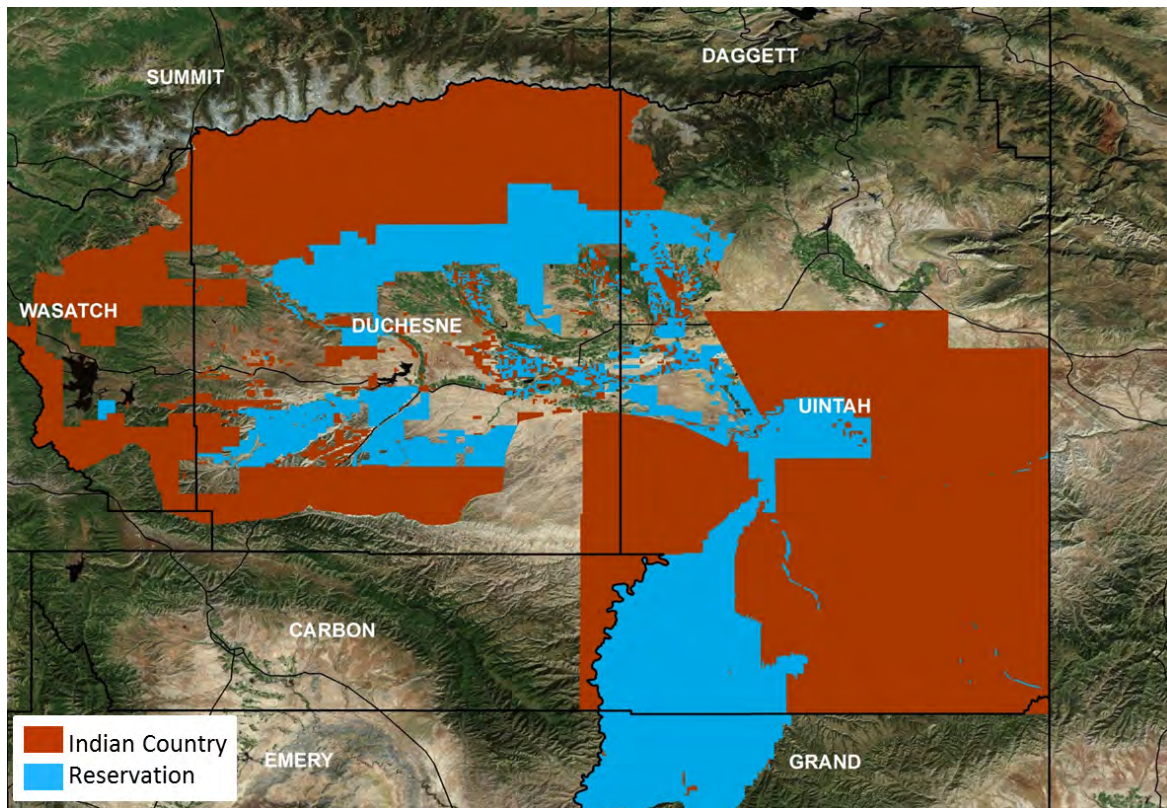 SUMMIT
DAGGETT
WASATCH
DUCHESNE
UINTAH
CARBON
EMERY
GRAND
Indian Country
Reservation